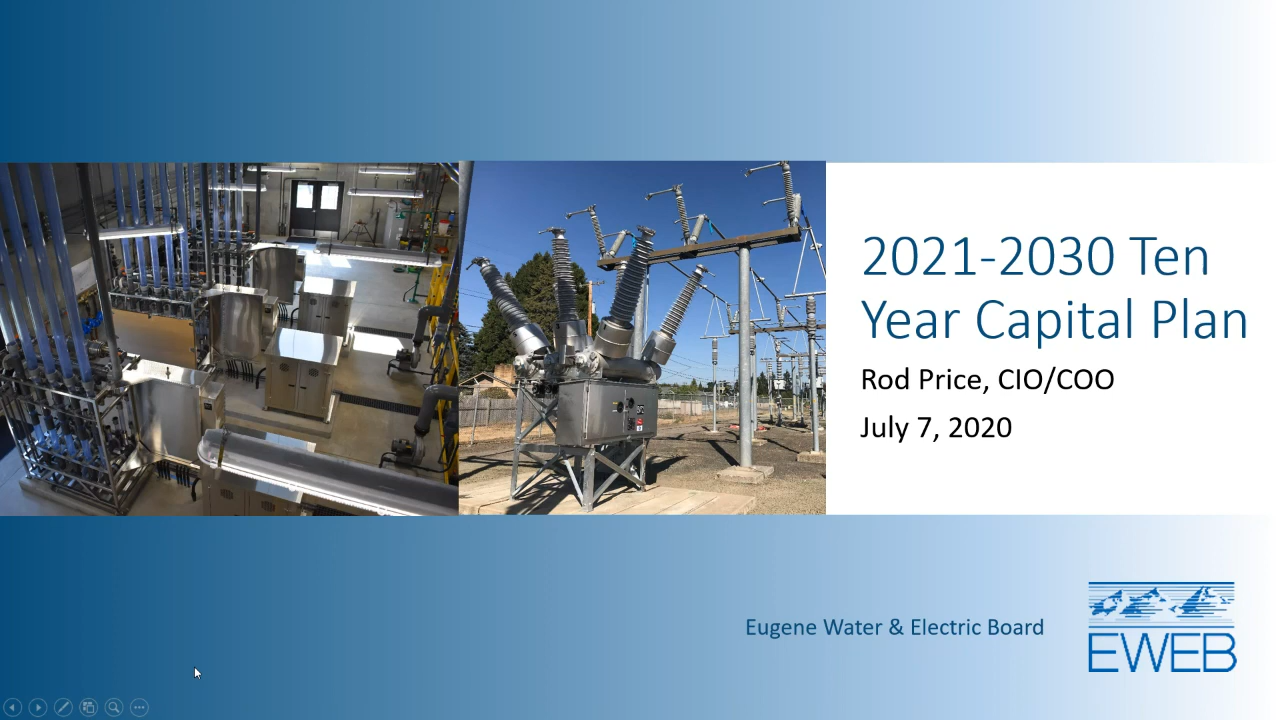 2021-2030 Ten
Year Capital Plan
Rod Price, CIO/COO
July 7, 2020
Eugene Water & Electric Board
EWEB